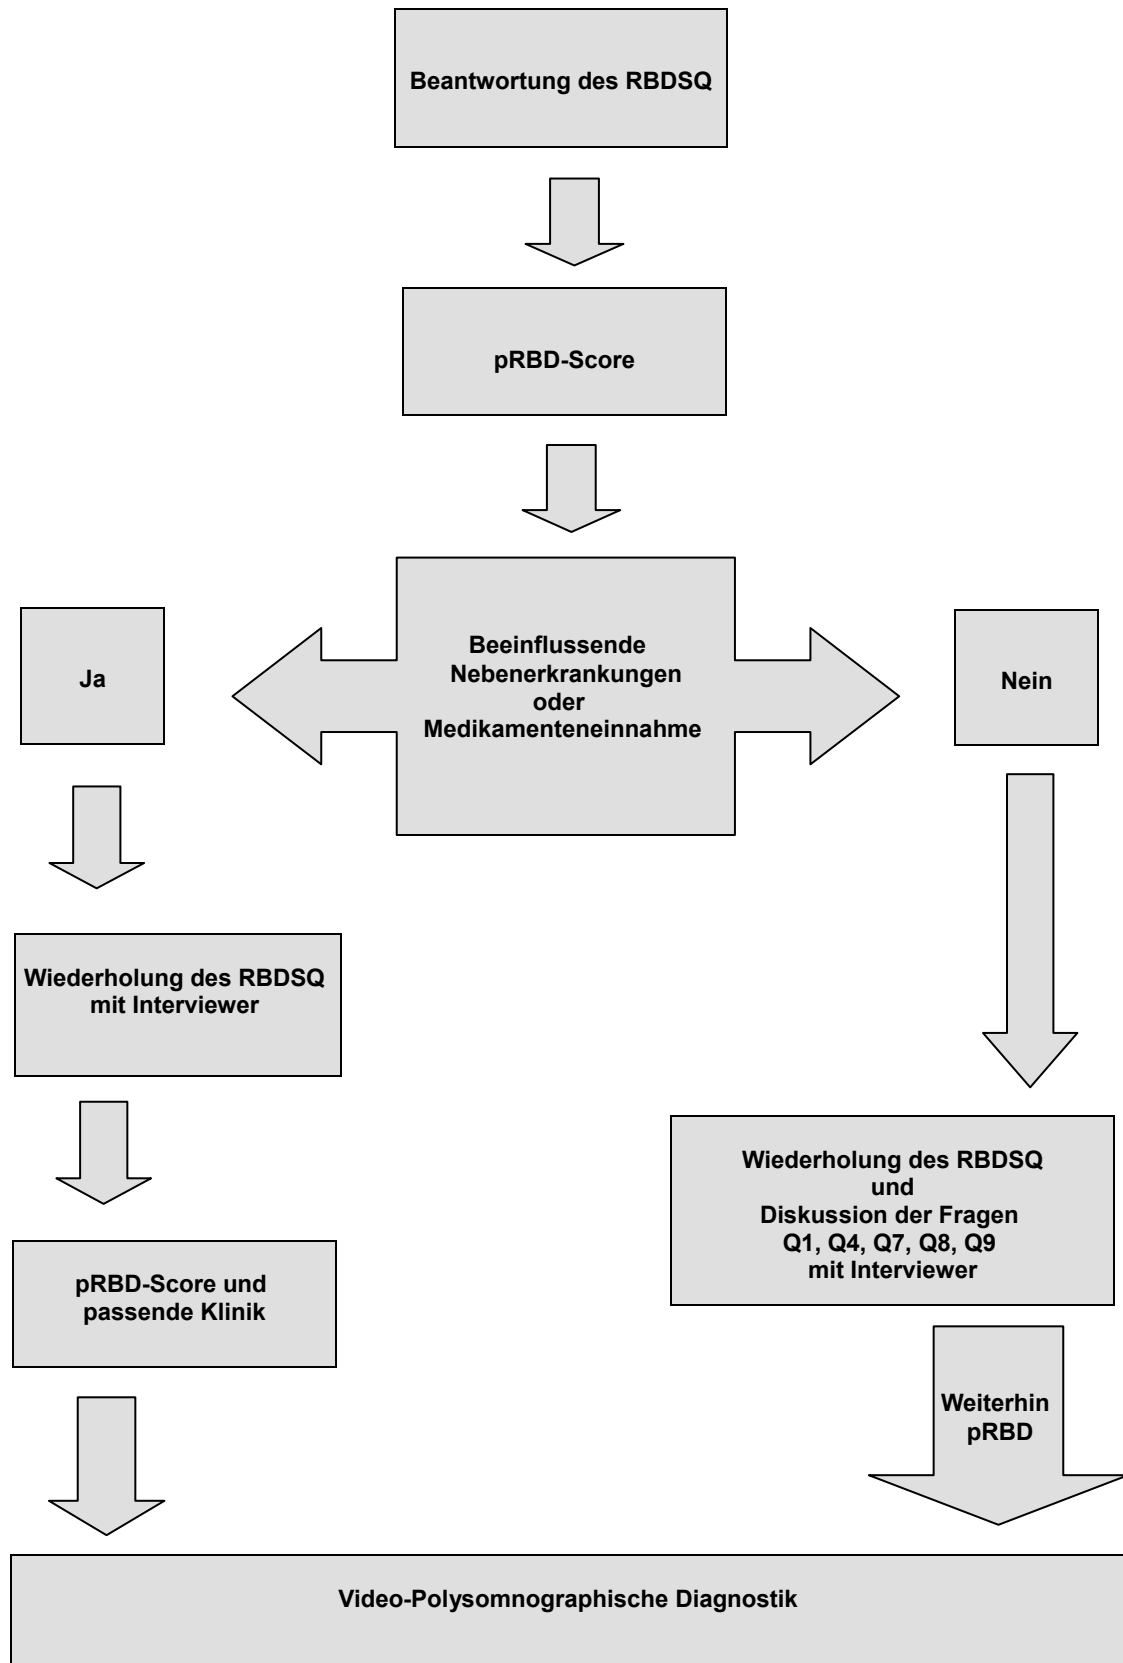 Beantwortung des RBDSQ
pRBD-Score
Beeinflussende
Nebenerkrankungen
oder
Medikamenteneinnahme
Ja
Nein
Wiederholung des RBDSQ
mit Interviewer
Wiederholung des RBDSQ
und
Diskussion der Fragen
Q1, Q4, Q7, Q8, Q9
mit Interviewer
pRBD-Score und
passende Klinik
Weiterhin
pRBD
Video-Polysomnographische Diagnostik